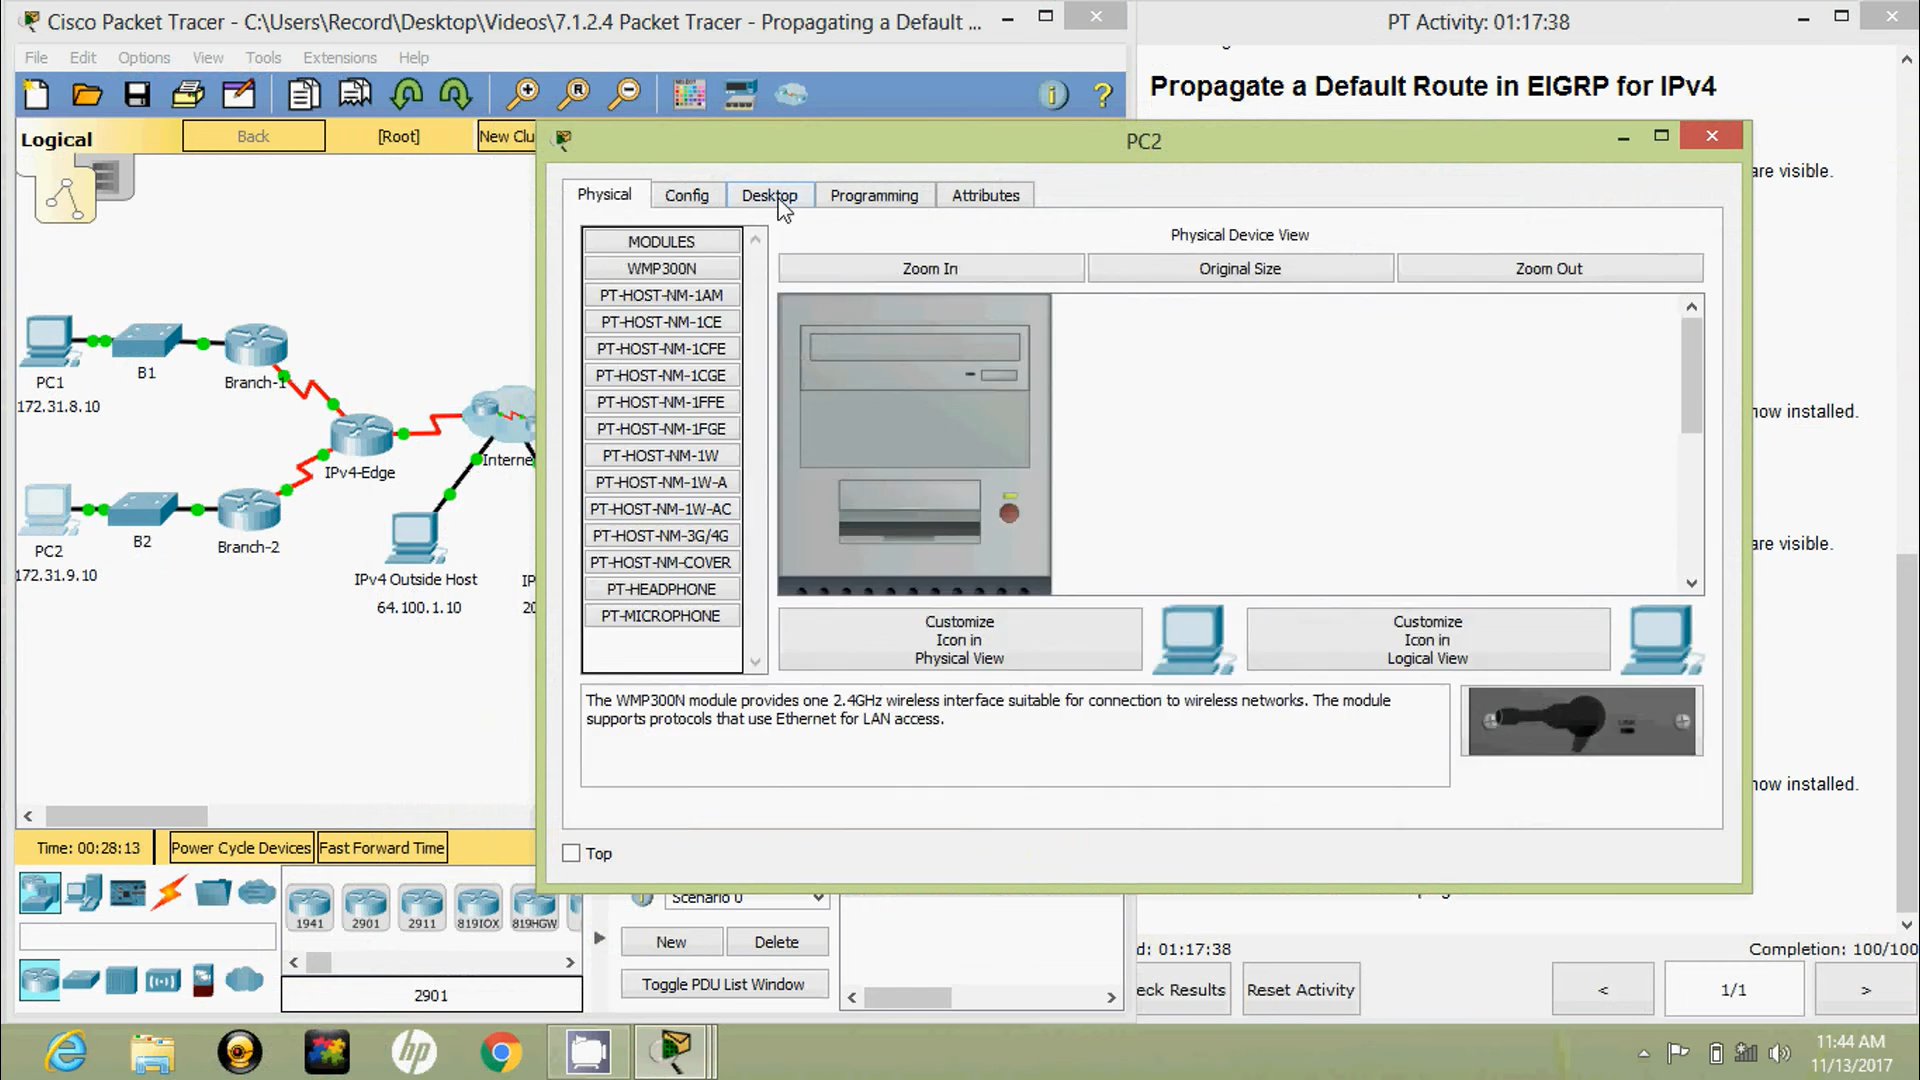 Cisco Packet Tracer - C:\Users\Record\Desktop\Videos\7.1.2.4 Packet Tracer - Propagating a Default ...
PT Activity: 01:17:38
File Edit Options View Tools Extensions Help
Propagate a Default Route in EIGRP for IPv4
Logical
Back
[Root]
New Clu
PC2
are visible.
Physical
Config
Desktop
Programming
Attributes
MODULES
WMP300N
PT-HOST-NM-1AM
PT-HOST-NM-1CE
PT-HOST-NM-1CFE
PT-HOST-NM-1CGE
PT-HOST-NM-1FFE
PT-HOST-NM-1FGE
PT-HOST-NM-1W
PT-HOST-NM-1W-A
PT-HOST-NM-1W-AC
PT-HOST-NM-3G/4G
PT-HOST-NM-COVER
PT-HEADPHONE
PT-MICROPHONE
Physical Device View
Zoom In
Original Size
Zoom Out
Customize
Icon in
Physical View
Customize
Icon in
Logical View
The WMP300N module provides one 2.4GHz wireless interface suitable for connection to wireless networks. The module
supports protocols that use Ethernet for LAN access.
Top
PC1
172.31.8.10
B1
Branch-1
IPv4-Edge
Interne
PC2
172.31.9.10
B2
Branch-2
IPv4 Outside Host
64.100.1.10
IP
20
now installed.
are visible.
now installed.
Time: 00:28:13
Power Cycle Devices
Fast Forward Time
1941
2901
2911
819IOX
819HGW
2901
Scenario 0
New
Delete
Toggle PDU List Window
d: 01:17:38
Completion: 100/100
eck Results
Reset Activity
<
1/1
>
hp
11:44 AM
11/13/2017